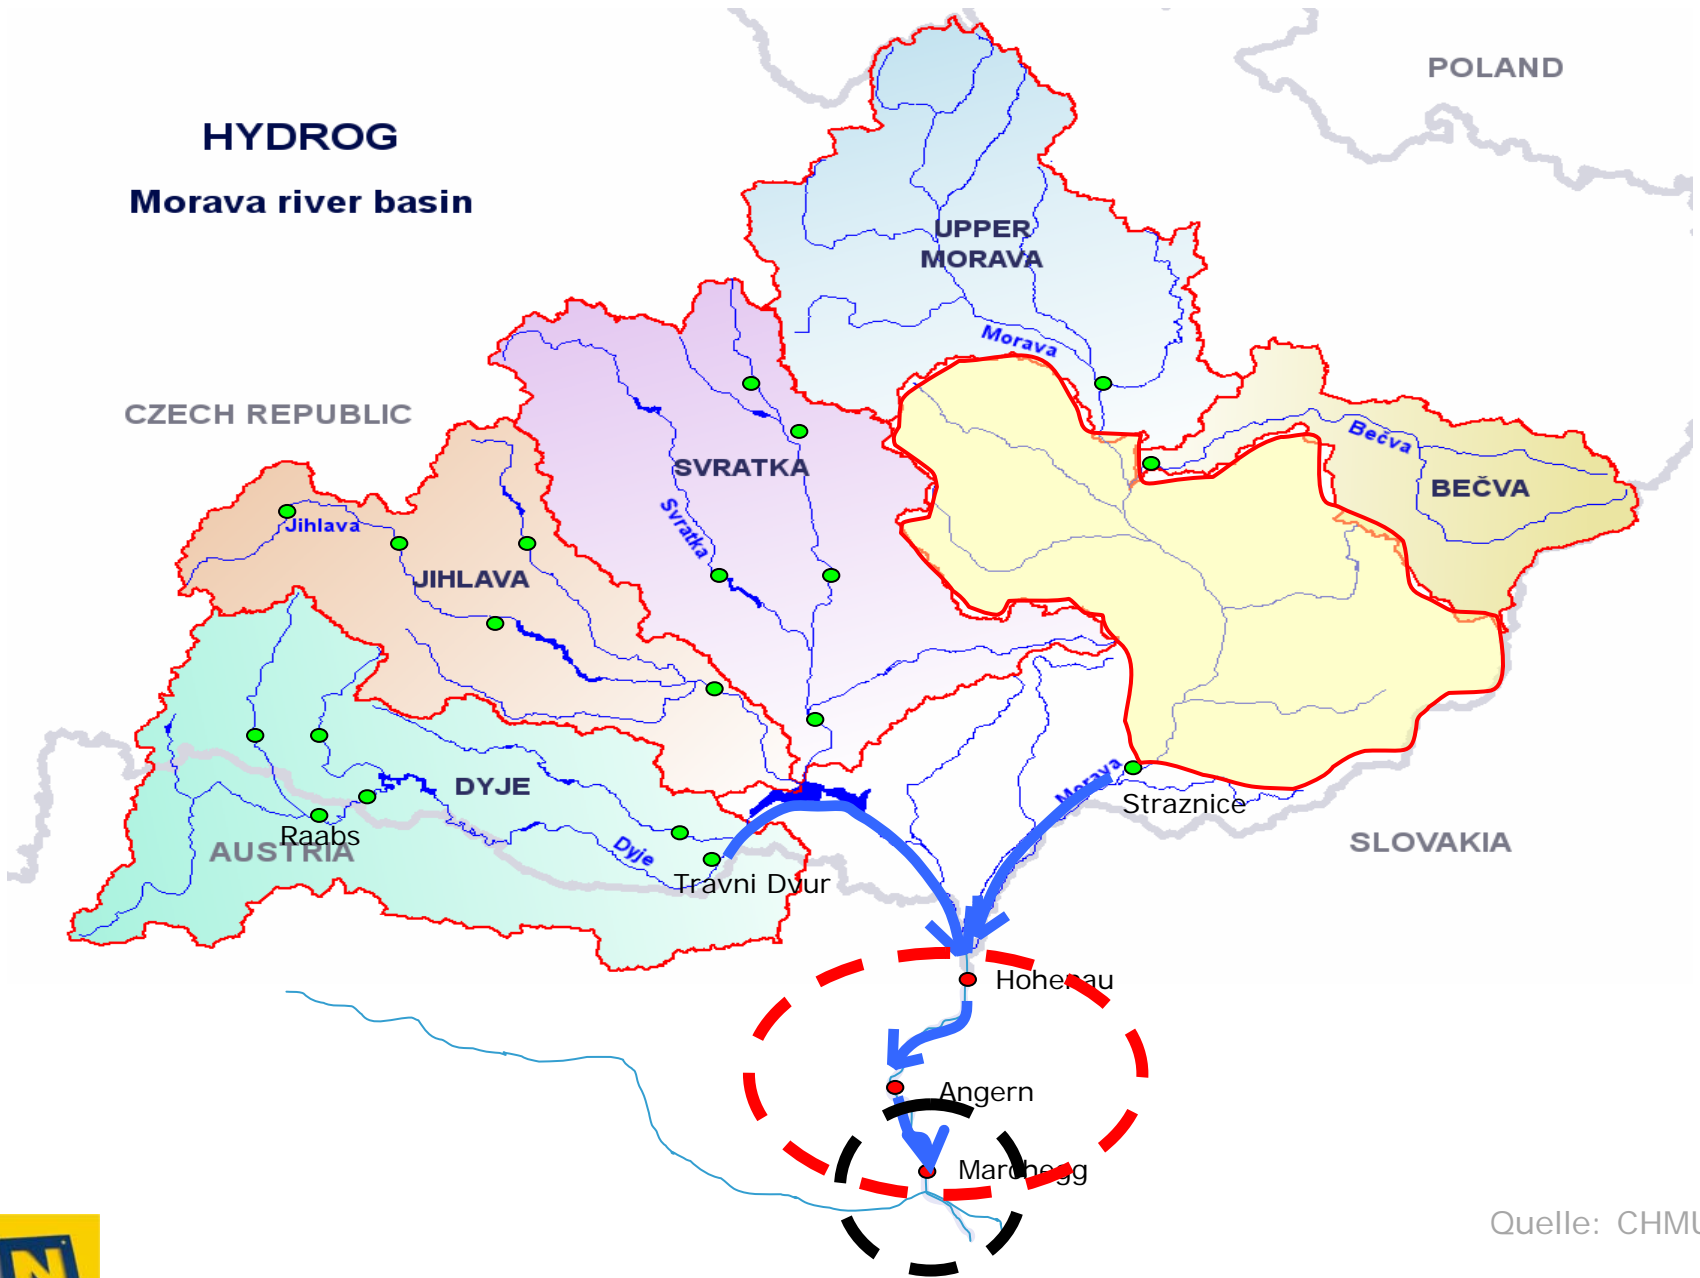 POLAND
HYDROG
Morava river basin
UPPER
MORAVA
Morava
CZECH REPUBLIC
Bečva
SVRATKA
BEČVA
Svratka
Jihlava
JIHLAVA
Morava
DYJE
Straznice
Raabs
AUSTRIA
Dyje
SLOVAKIA
Travni Dvur
Hohenau
Angern
Marchegg
Quelle: CHMU
N